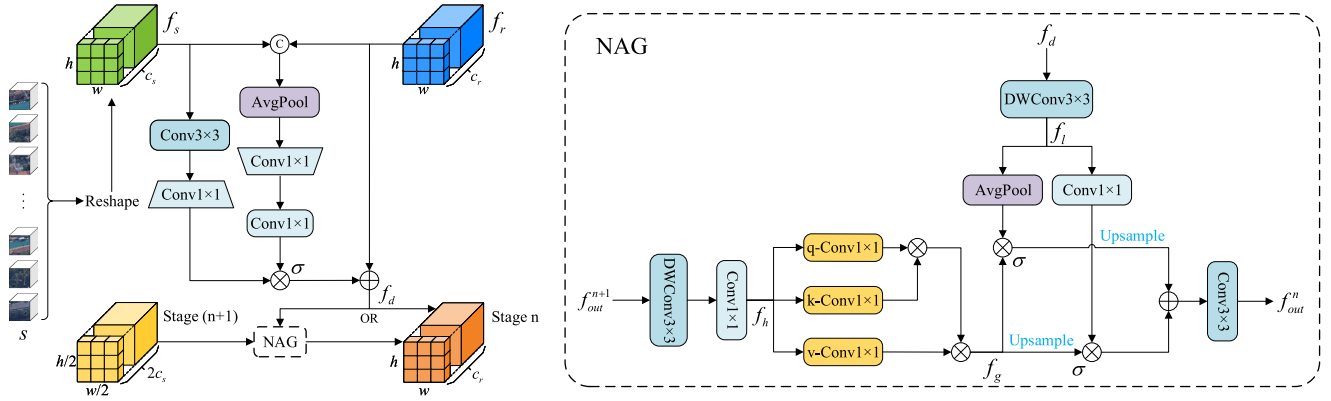 f_s
f_r
h
w
c_s
C
h
w
c_r
AvgPool
Conv3×3
Conv1×1
Conv1×1
Reshape
Conv1×1
σ
f_d
OR
s
Stage (n+1)
NAG
Stage n
h/2
w/2
2c_s
h
w
c_r
NAG
f_d
DWConv3×3
f_l
AvgPool
Conv1×1
Upsample
σ
q-Conv1×1
k-Conv1×1
v-Conv1×1
f_out^{n+1}
DWConv3×3
Conv1×1
f_h
f_g
Upsample
σ
Conv3×3
f_out^n